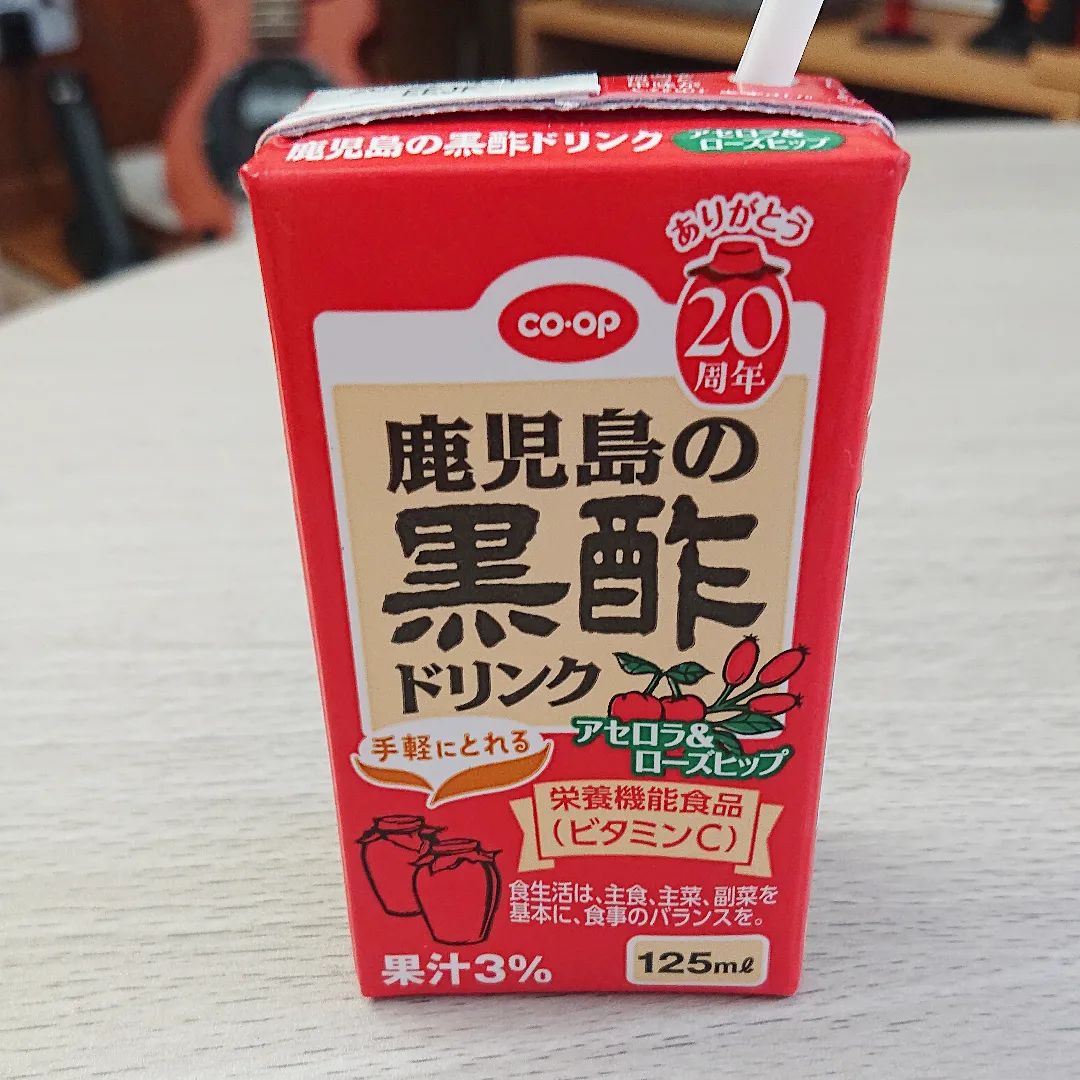 鹿児島の黒酢ドリンク
アセロラ&
ローズヒップ
ありがとう
20
周年
co・op
鹿児島の
黒酢
ドリンク
アセロラ&
ローズヒップ
手軽にとれる
栄養機能食品
(ビタミンC)
食生活は、主食、主菜、副菜を
基本に、食事のバランスを。
果汁3%
125ml